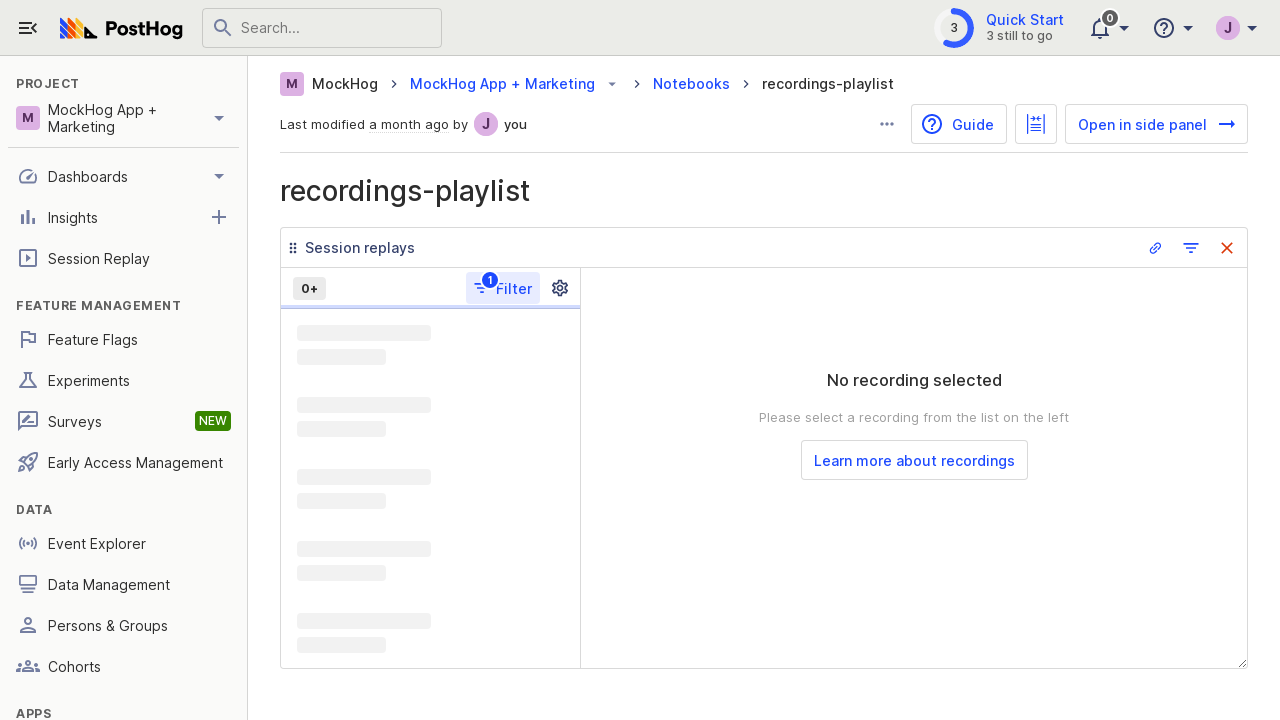 PostHog
Search...
3
Quick Start
3 still to go
0
J
PROJECT
M
MockHog App +
Marketing
Dashboards
Insights
Session Replay
FEATURE MANAGEMENT
Feature Flags
Experiments
Surveys
NEW
Early Access Management
DATA
Event Explorer
Data Management
Persons & Groups
Cohorts
APPS
M
MockHog
MockHog App + Marketing
Notebooks
recordings-playlist
Last modified a month ago by J you
Guide
Open in side panel
recordings-playlist
Session replays
0+
1
Filter
No recording selected
Please select a recording from the list on the left
Learn more about recordings